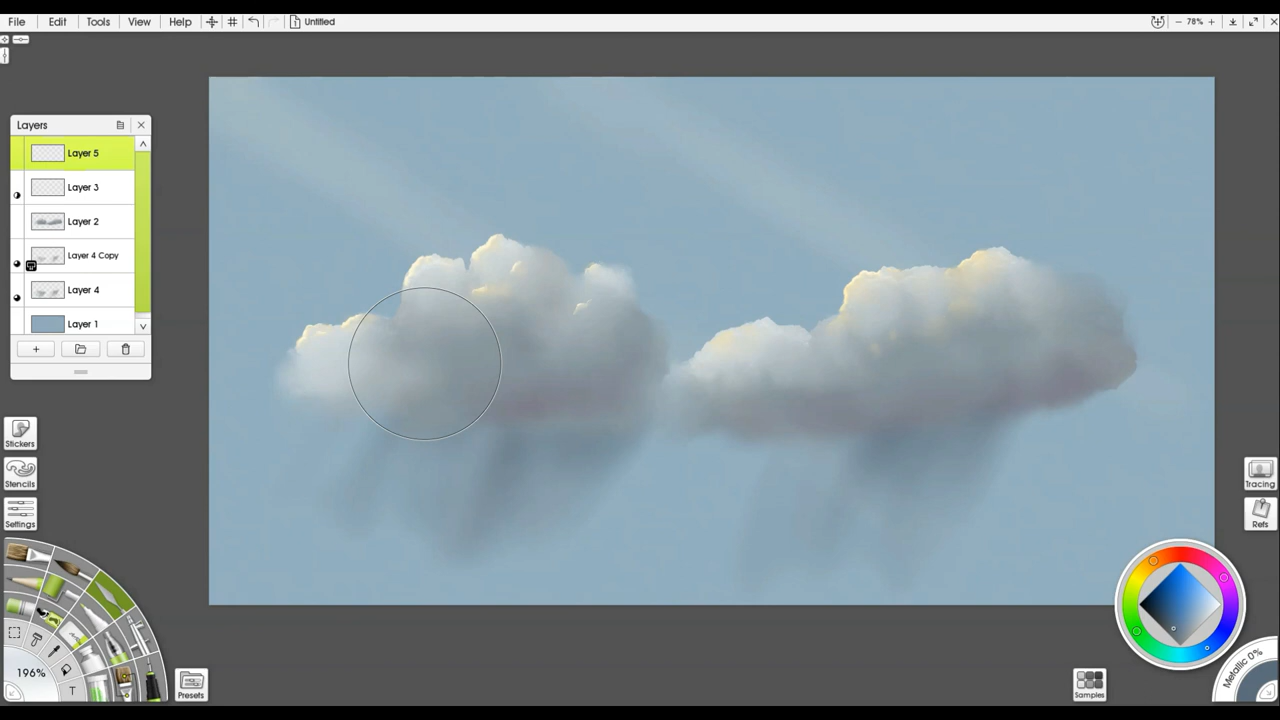 File Edit Tools View Help Untitled 78%
Layers
Layer 5
Layer 3
Layer 2
Layer 4 Copy
Layer 4
Layer 1
Stickers
Stencils
Settings
196%
T
Presets
Tracing
Refs
Samples
Metallic 0%